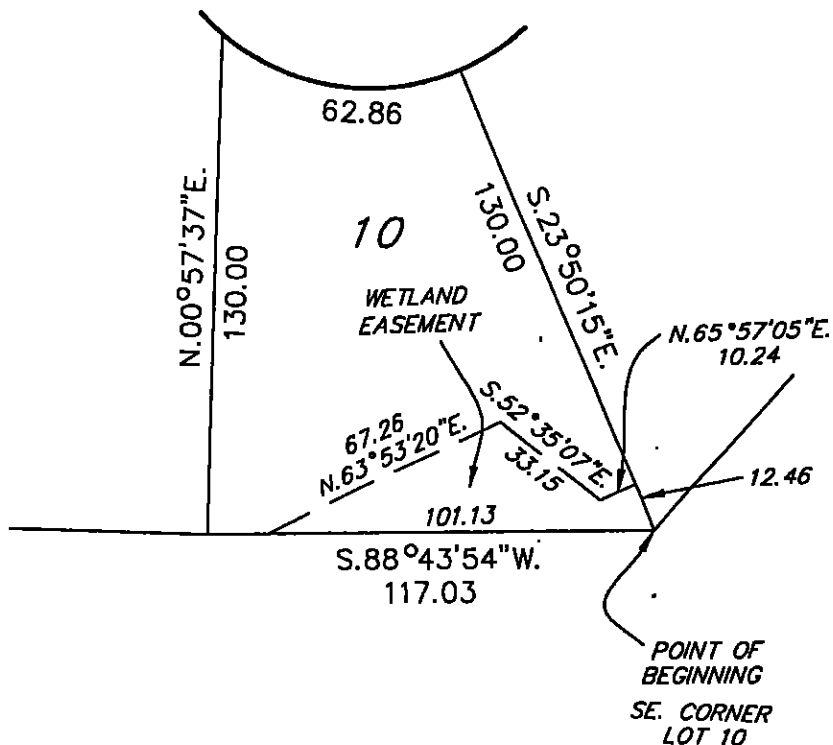 62.86
N.00°57'37"E.
130.00
10
S.23°50'15"E.
130.00
WETLAND
EASEMENT
N.65°57'05"E.
10.24
S.52°35'07"E.
33.15
67.26
N.63°53'20"E.
12.46
101.13
S.88°43'54"W.
117.03
POINT OF
BEGINNING
SE. CORNER
LOT 10